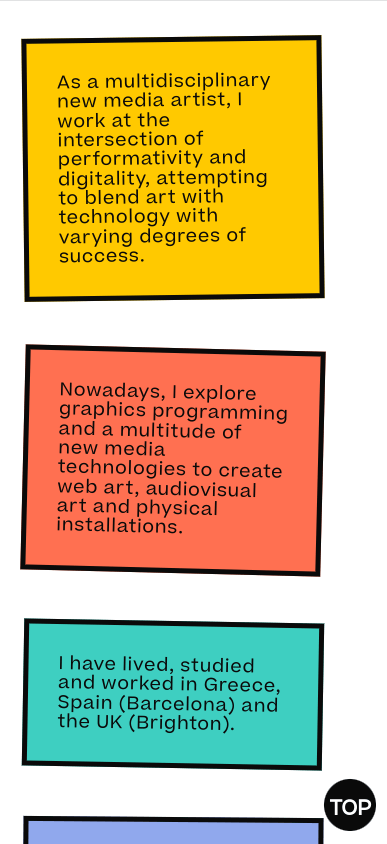 As a multidisciplinary
new media artist, I
work at the
intersection of
performativity and
digitality, attempting
to blend art with
technology with
varying degrees of
success.
Nowadays, I explore
graphics programming
and a multitude of
new media
technologies to create
web art, audiovisual
art and physical
installations.
I have lived, studied
and worked in Greece,
Spain (Barcelona) and
the UK (Brighton).
TOP